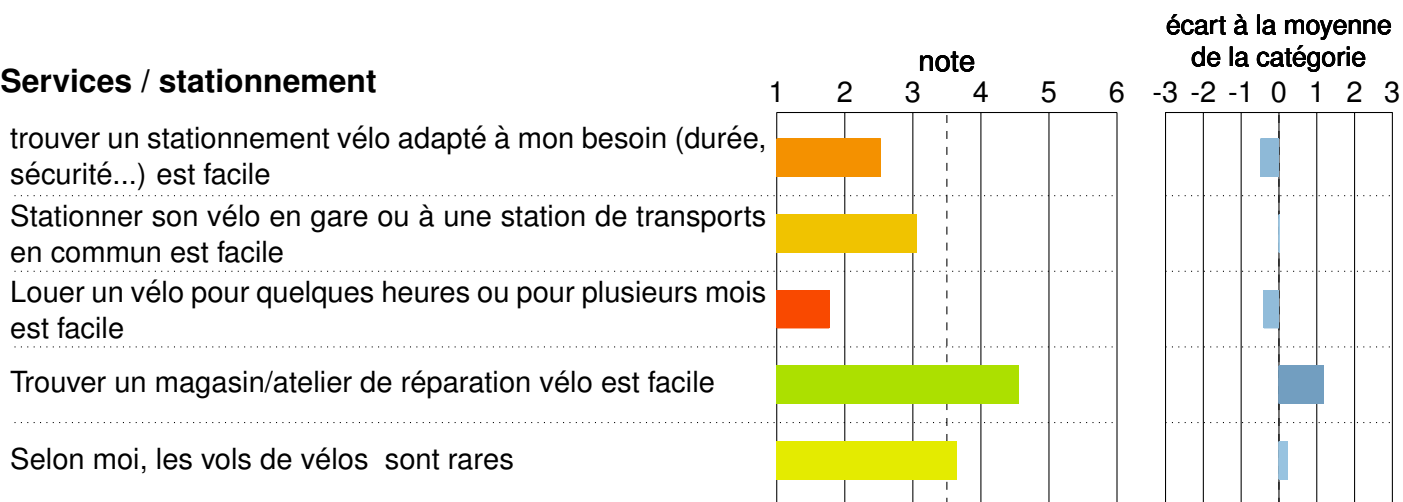 écart à la moyenne
note de la catégorie
Services / stationnement
1 2 3 4 5 6 -3 -2 -1 0 1 2 3
trouver un stationnement vélo adapté à mon besoin (durée,
sécurité...) est facile
Stationner son vélo en gare ou à une station de transports
en commun est facile
Louer un vélo pour quelques heures ou pour plusieurs mois
est facile
Trouver un magasin/atelier de réparation vélo est facile
Selon moi, les vols de vélos sont rares